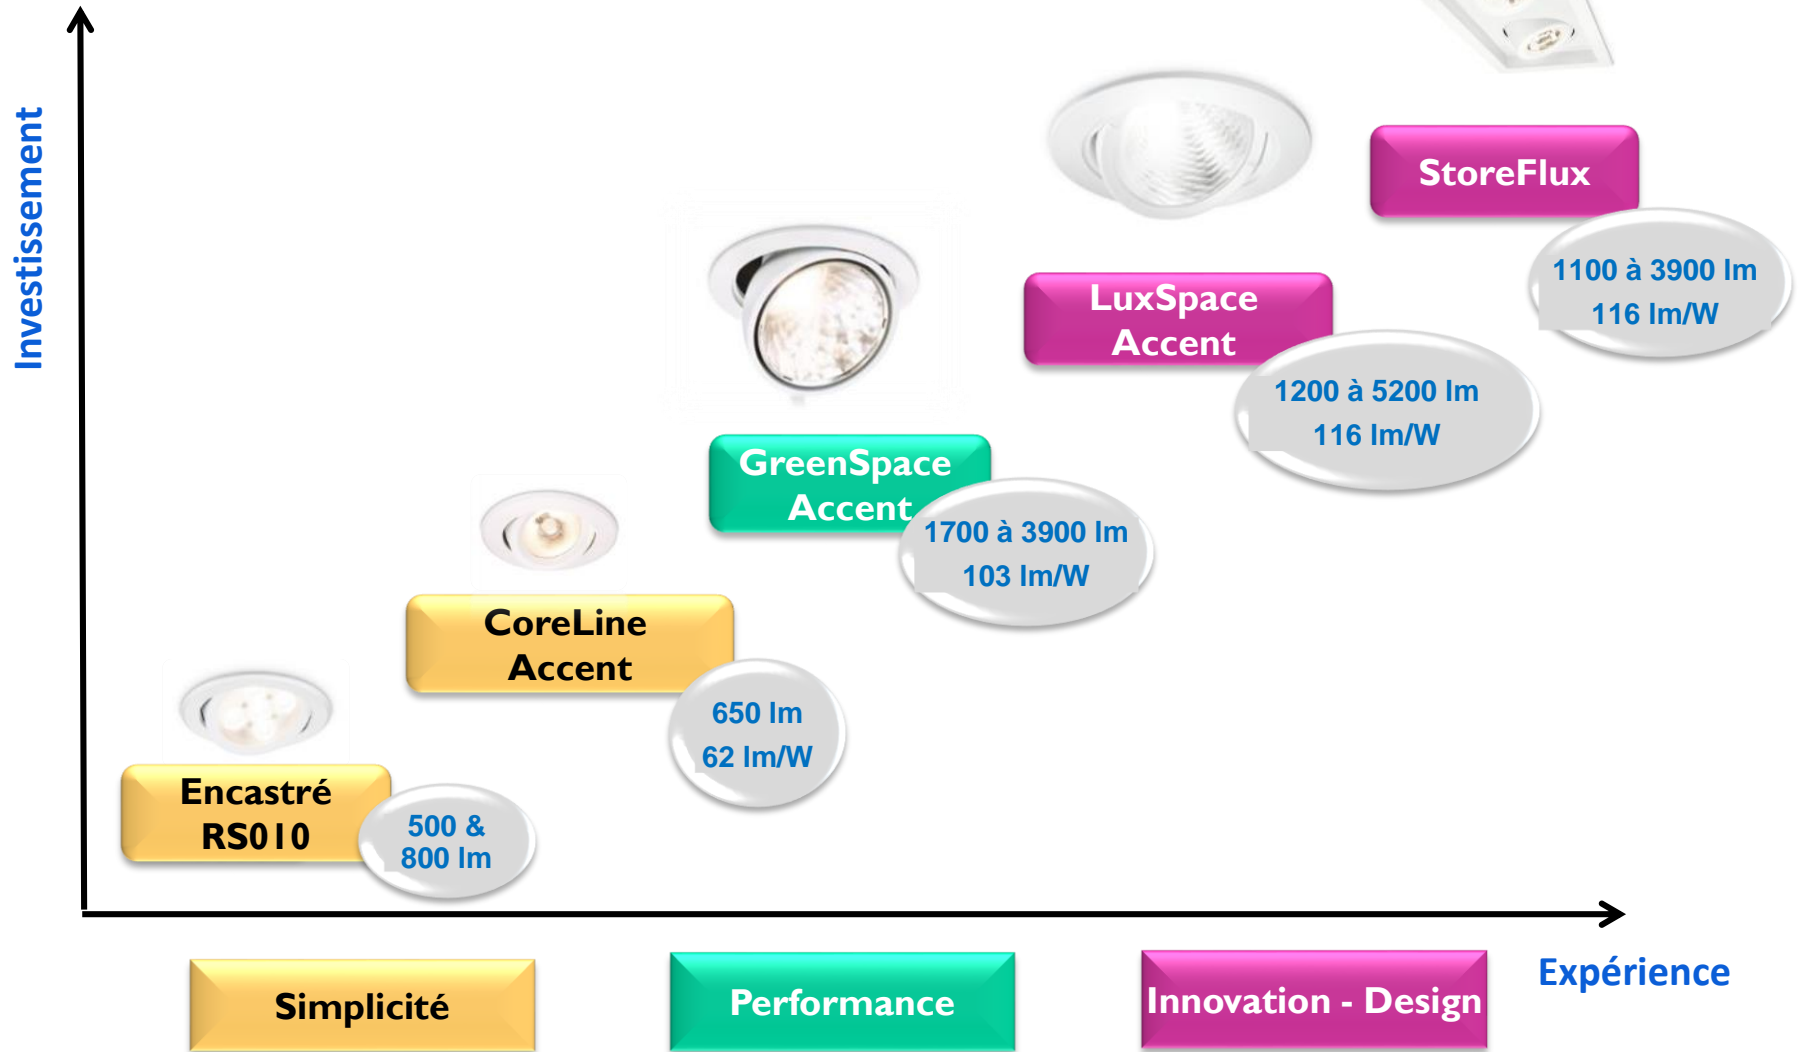 Investissement
StoreFlux
1100 à 3900 lm
116 lm/W
LuxSpace
Accent
1200 à 5200 lm
116 lm/W
GreenSpace
Accent
1700 à 3900 lm
103 lm/W
CoreLine
Accent
650 lm
62 lm/W
Encastré
RS010
500 &
800 lm
Expérience
Simplicité
Performance
Innovation - Design